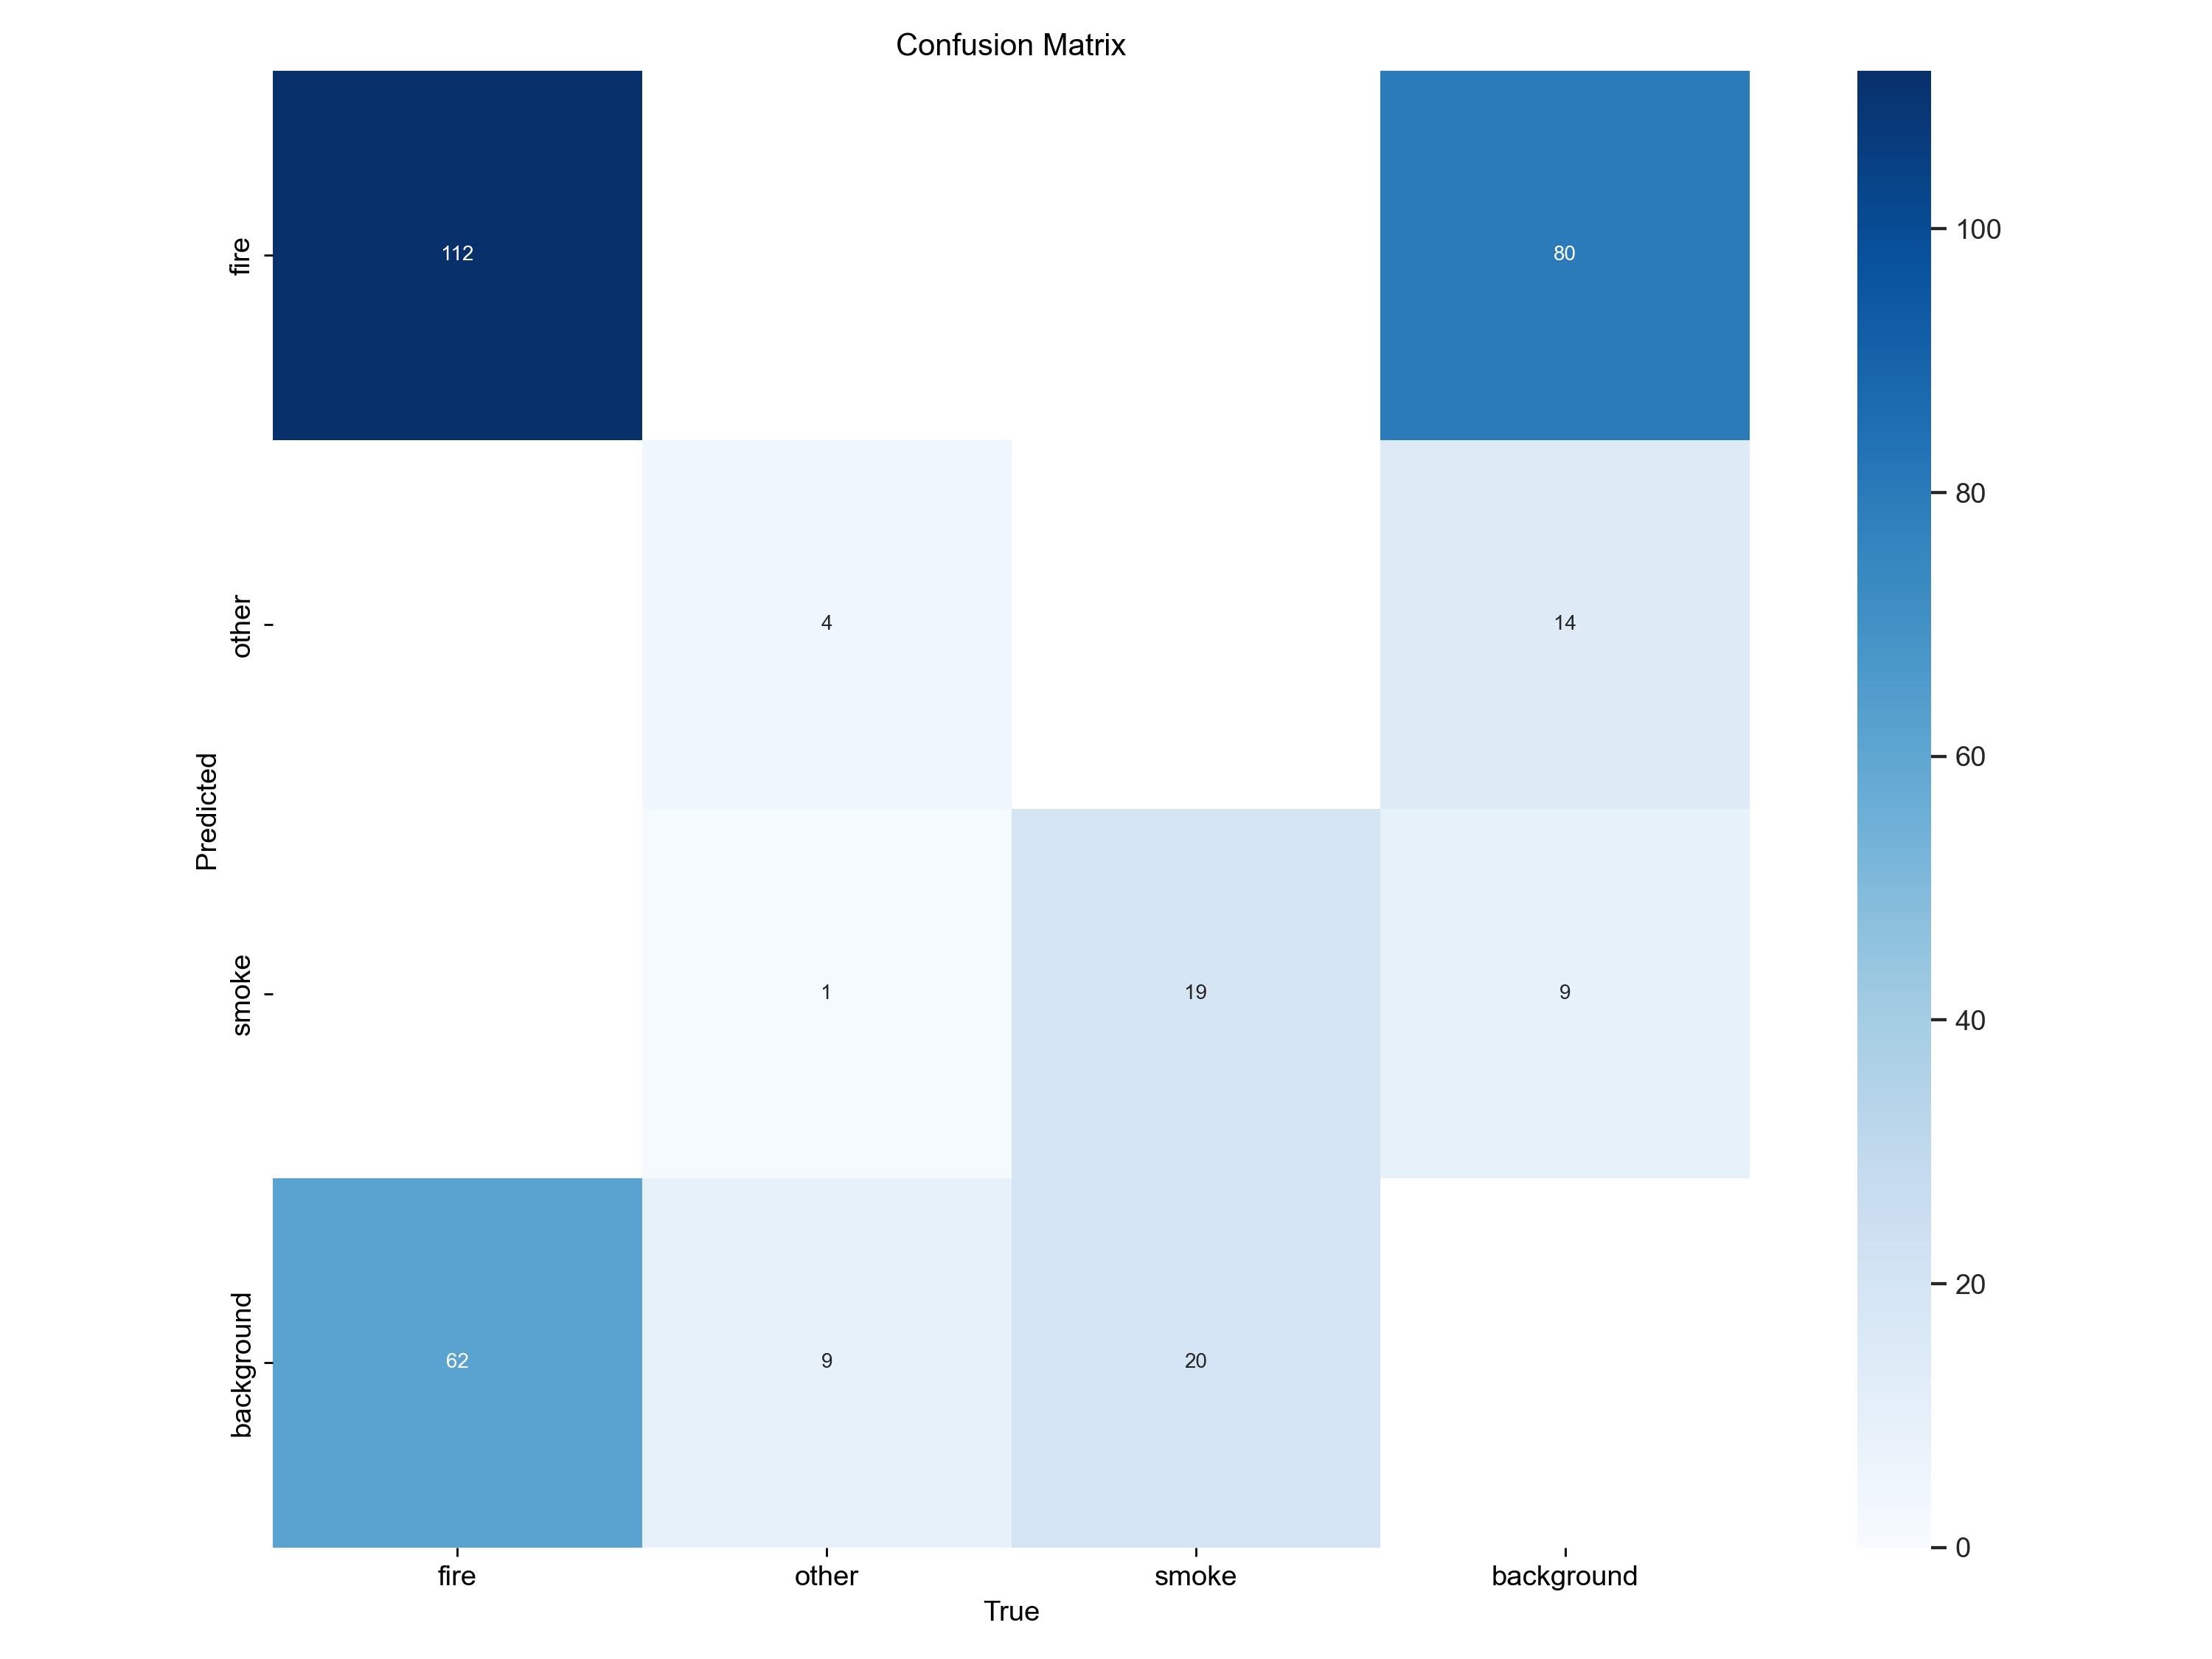 Confusion Matrix
fire
112
80
100
other
4
14
80
Predicted
60
smoke
1
19
9
40
background
62
9
20
20
0
fire
other
smoke
background
True